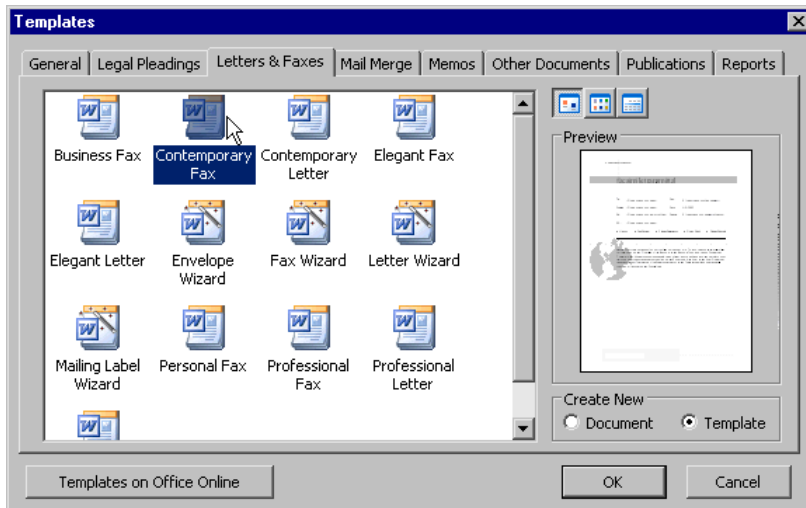 Templates
General Legal Pleadings Letters & Faxes Mail Merge Memos Other Documents Publications Reports
Business Fax Contemporary Fax Contemporary Letter Elegant Fax
Elegant Letter Envelope Wizard Fax Wizard Letter Wizard
Mailing Label Wizard Personal Fax Professional Fax Professional Letter
Preview
Create New
Document Template
Templates on Office Online OK Cancel